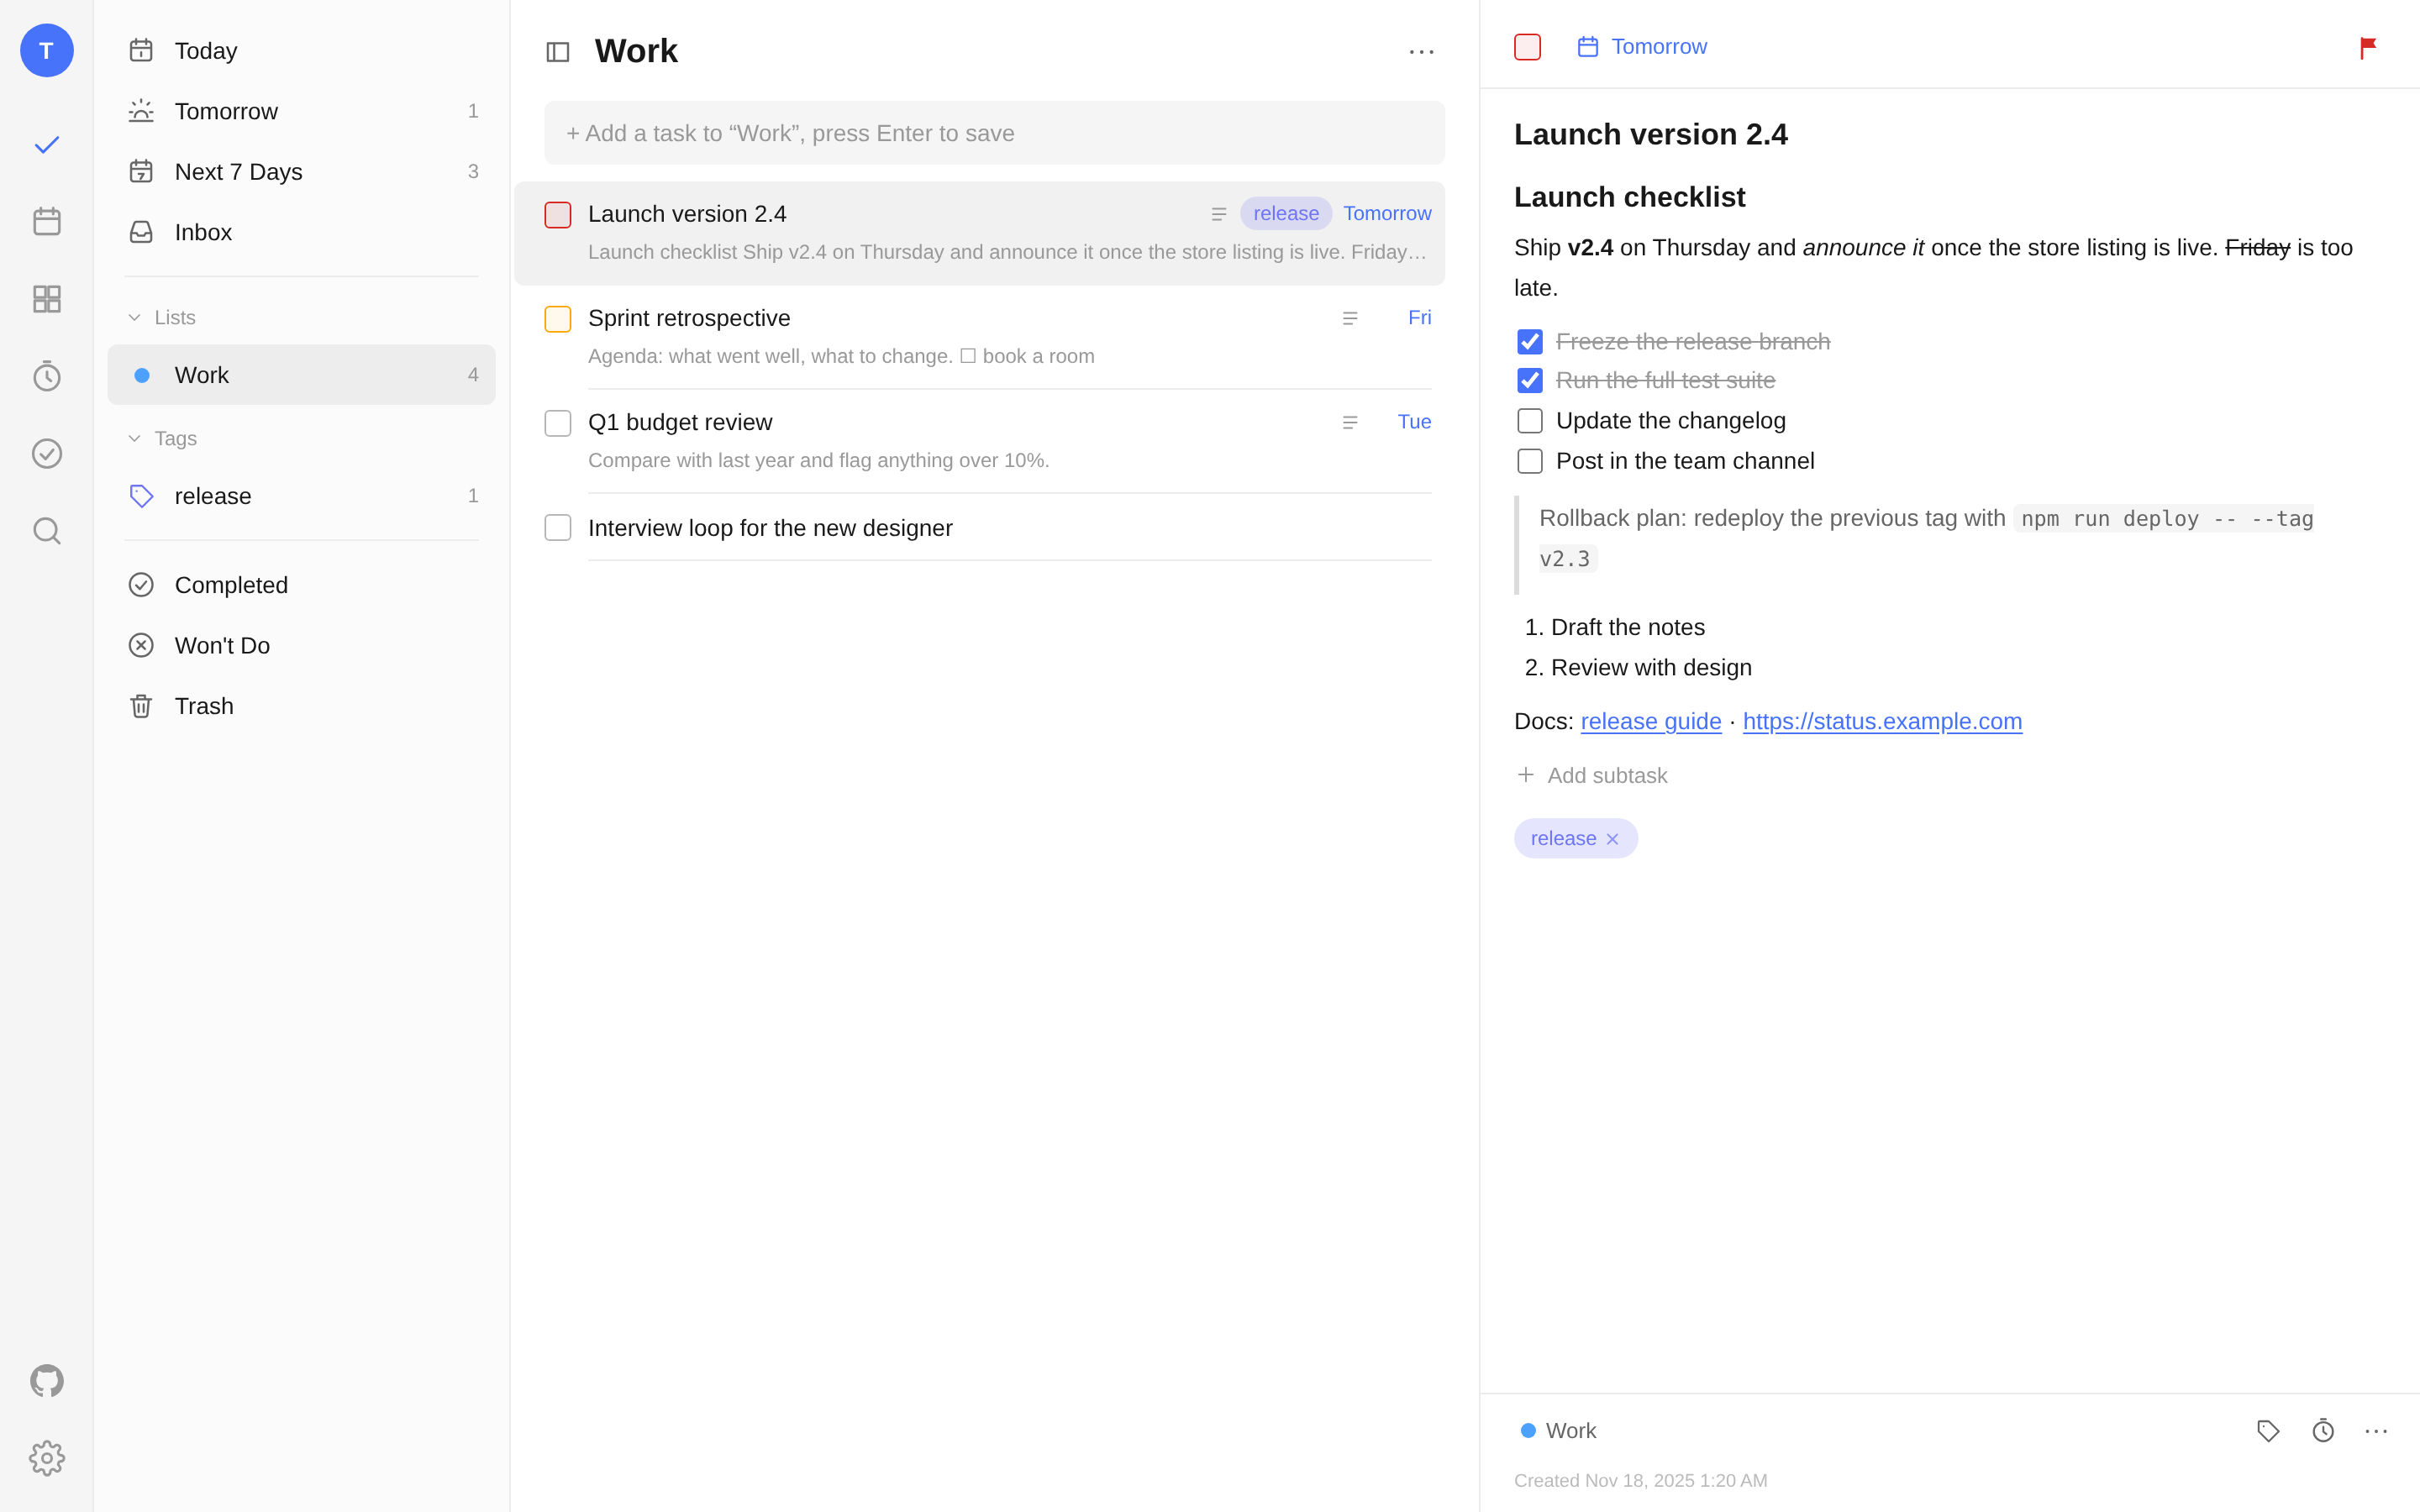 T
Today
Tomorrow 1
7
Next 7 Days 3
Inbox
Lists
Work 4
Tags
release 1
Completed
Won't Do
Trash
Work
+ Add a task to “Work”, press Enter to save
Launch version 2.4 release Tomorrow
Launch checklist Ship v2.4 on Thursday and announce it once the store listing is live. Friday…
Sprint retrospective Fri
Agenda: what went well, what to change. ☐ book a room
Q1 budget review Tue
Compare with last year and flag anything over 10%.
Interview loop for the new designer
Tomorrow
Launch version 2.4
Launch checklist
Ship v2.4 on Thursday and announce it once the store listing is live. Friday is too
late.
Freeze the release branch
Run the full test suite
Update the changelog
Post in the team channel
Rollback plan: redeploy the previous tag with npm run deploy -- --tag
v2.3
1. Draft the notes
2. Review with design
Docs: release guide · https://status.example.com
Add subtask
release
Work
Created Nov 18, 2025 1:20 AM